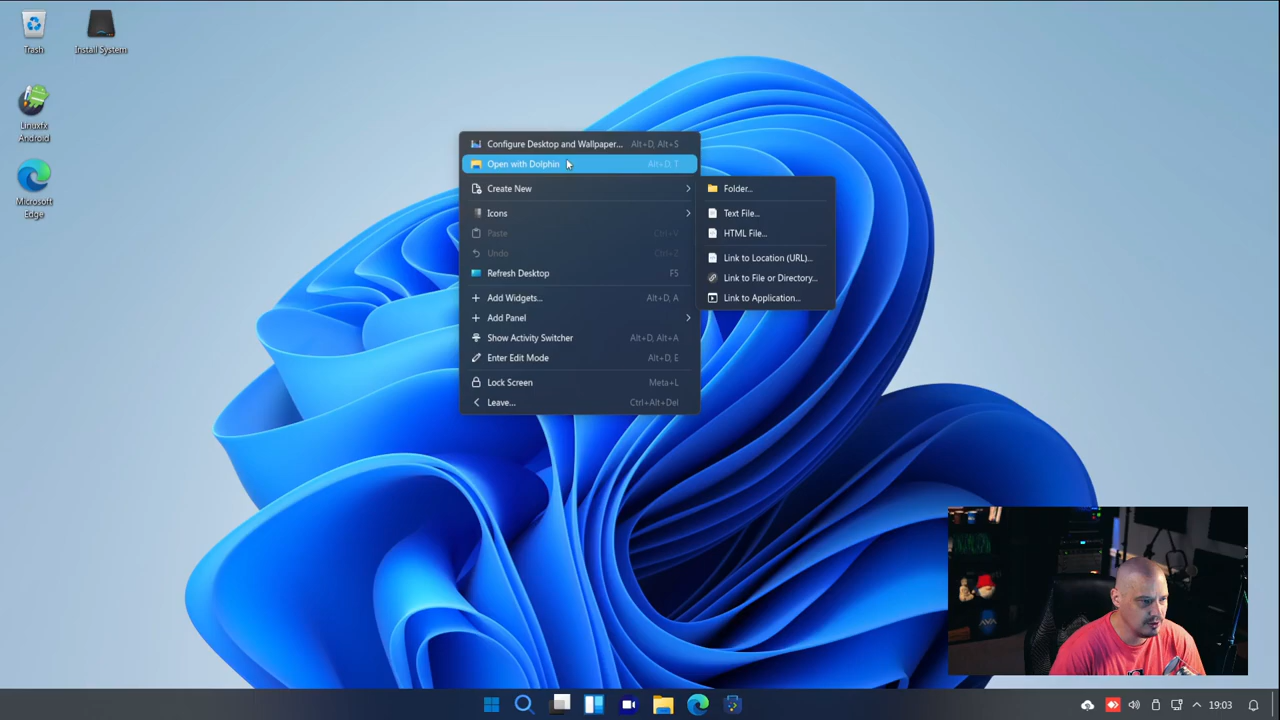 Trash
Install System
Linuxfx
Android
Microsoft
Edge
Configure Desktop and Wallpaper... Alt+D, Alt+S
Open with Dolphin Alt+D, T
Create New
Icons
Paste Ctrl+V
Undo Ctrl+Z
Refresh Desktop F5
Add Widgets... Alt+D, A
Add Panel
Show Activity Switcher Alt+D, Alt+A
Enter Edit Mode Alt+D, E
Lock Screen Meta+L
Leave... Ctrl+Alt+Del
Folder...
Text File...
HTML File...
Link to Location (URL)...
Link to File or Directory...
Link to Application...
AVA
19:03